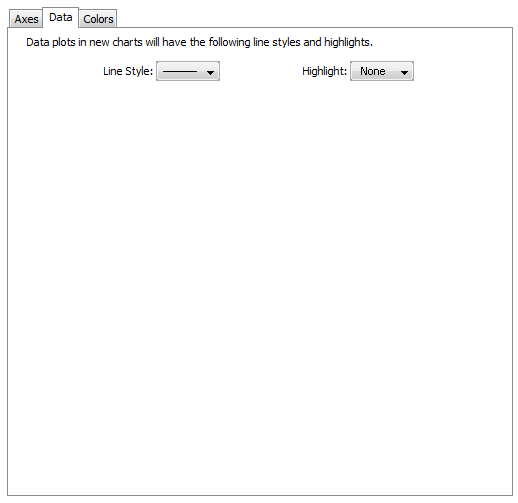 Axes Data Colors
Data plots in new charts will have the following line styles and highlights.
Line Style: Highlight: None